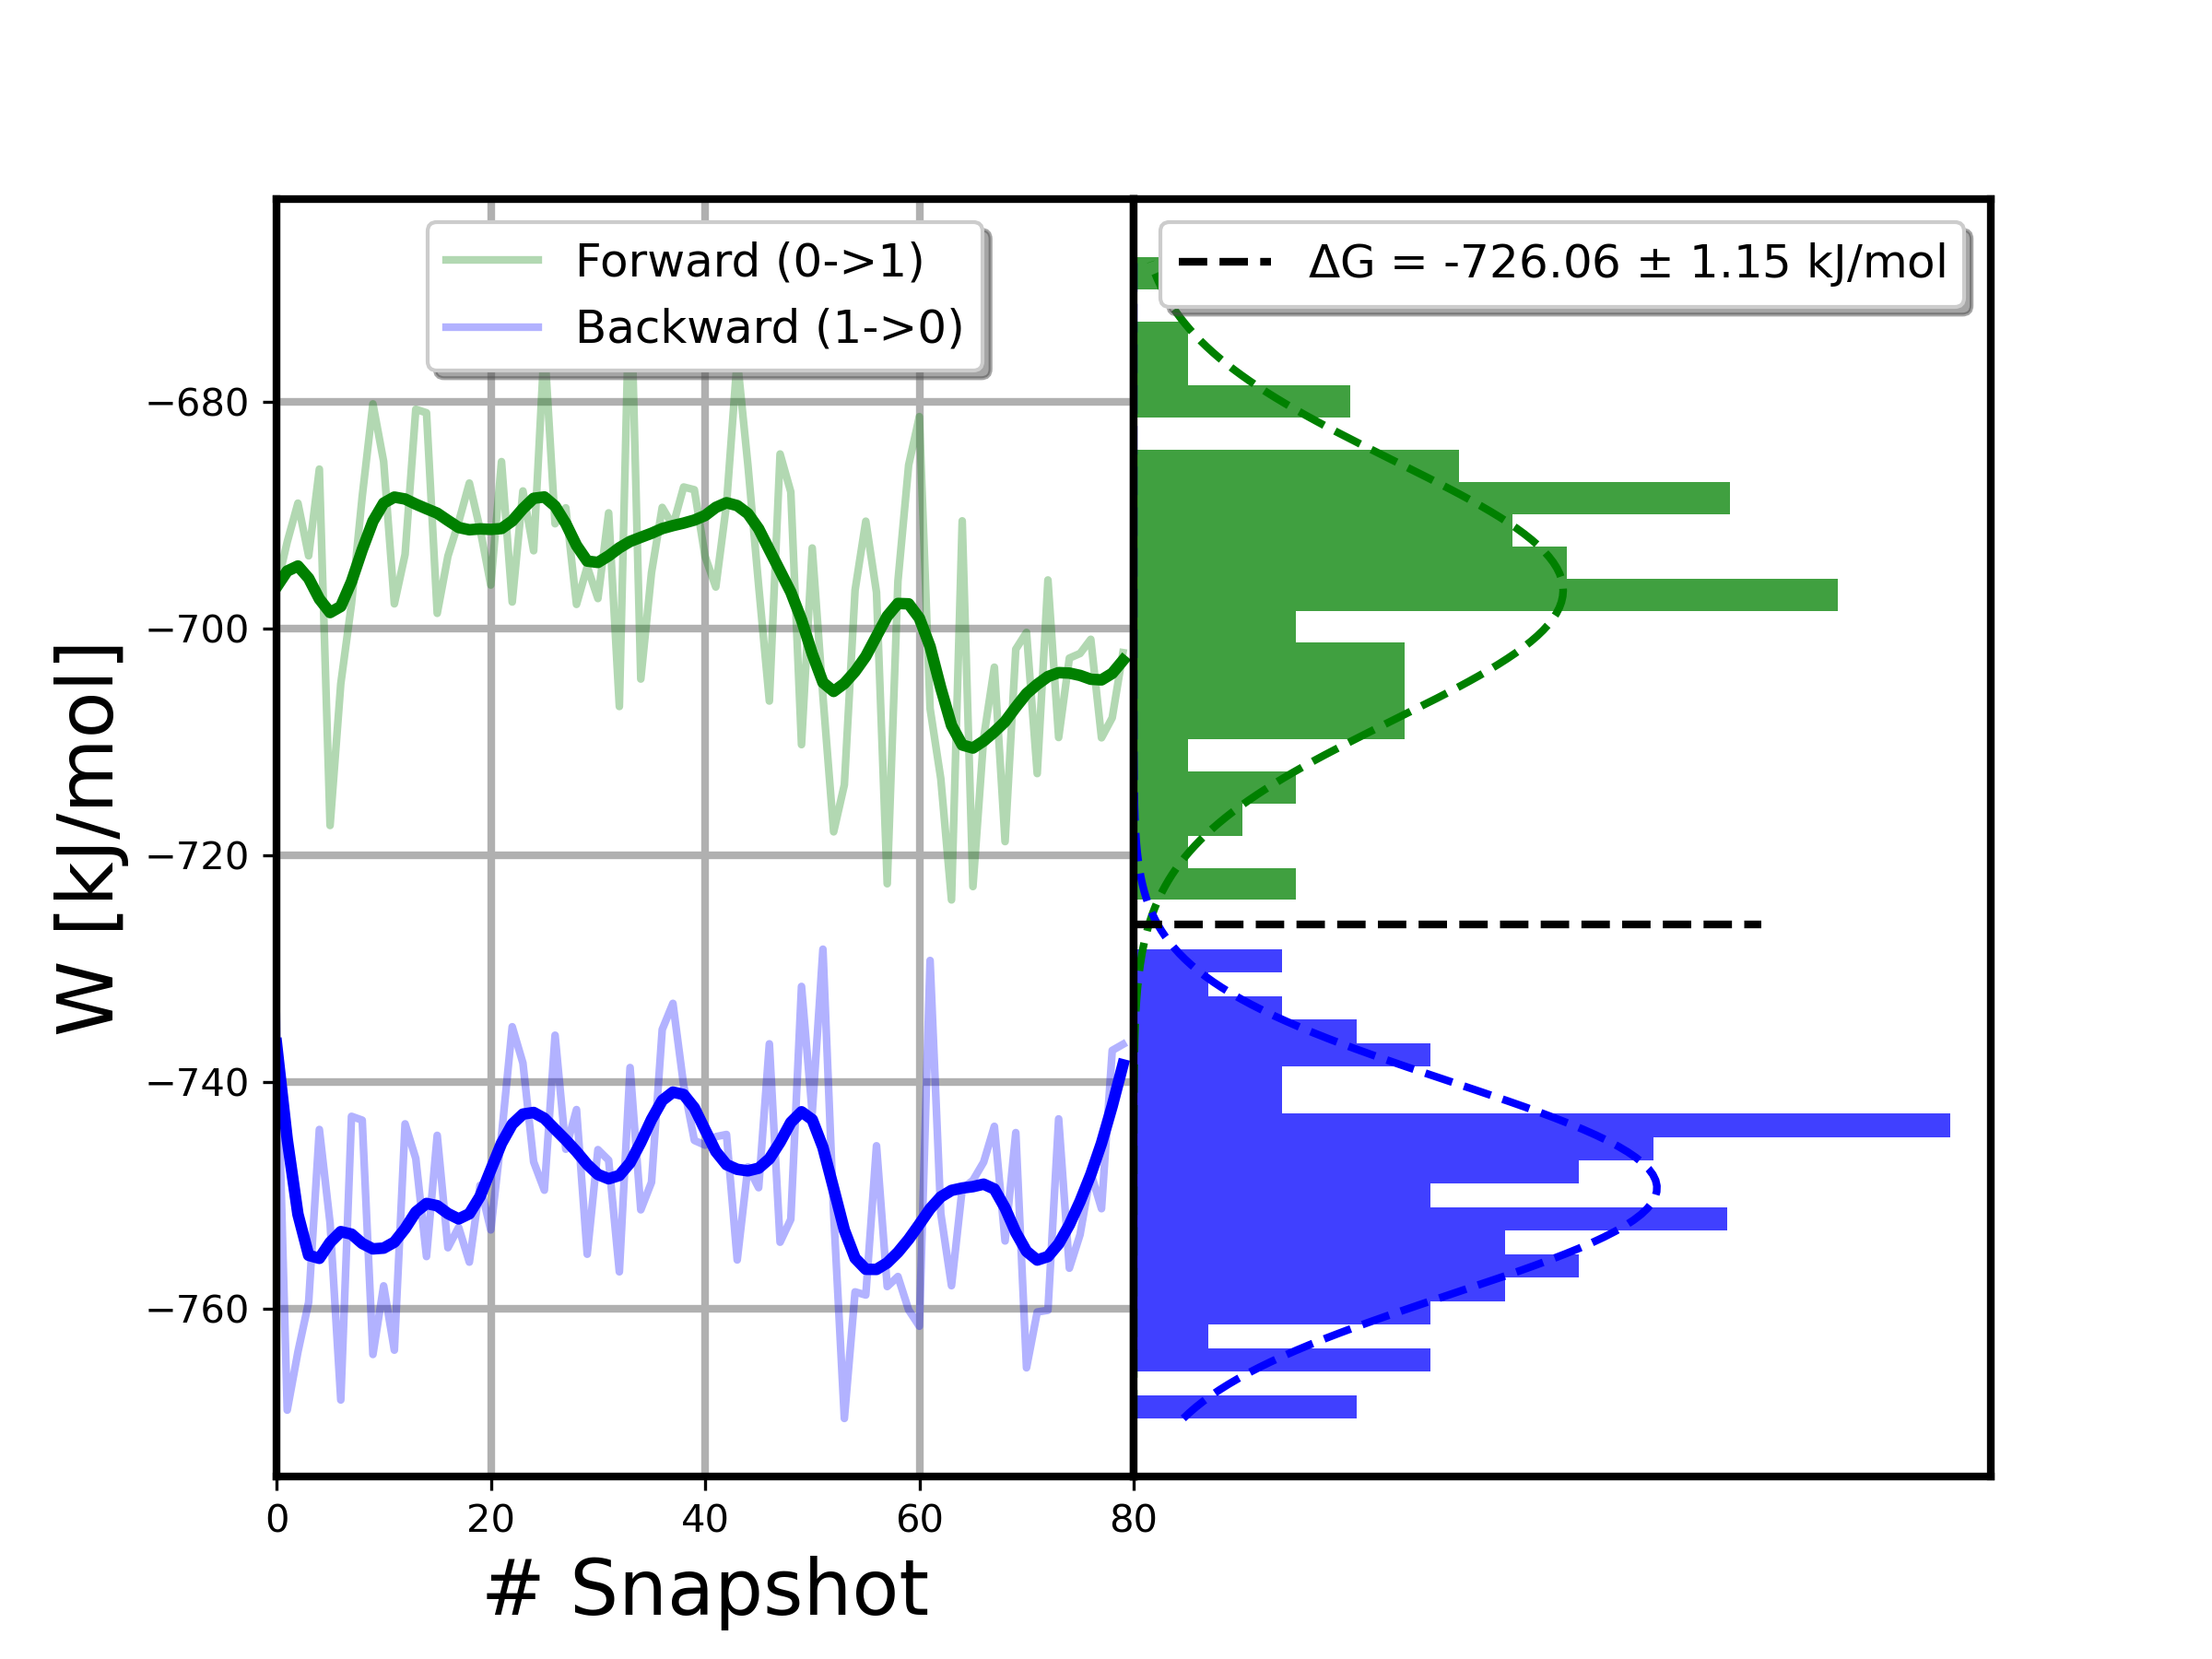 Forward (0->1)
Backward (1->0)
ΔG = -726.06 ± 1.15 kJ/mol
W [kJ/mol]
−680
−700
−720
−740
−760
0 20 40 60 80
# Snapshot